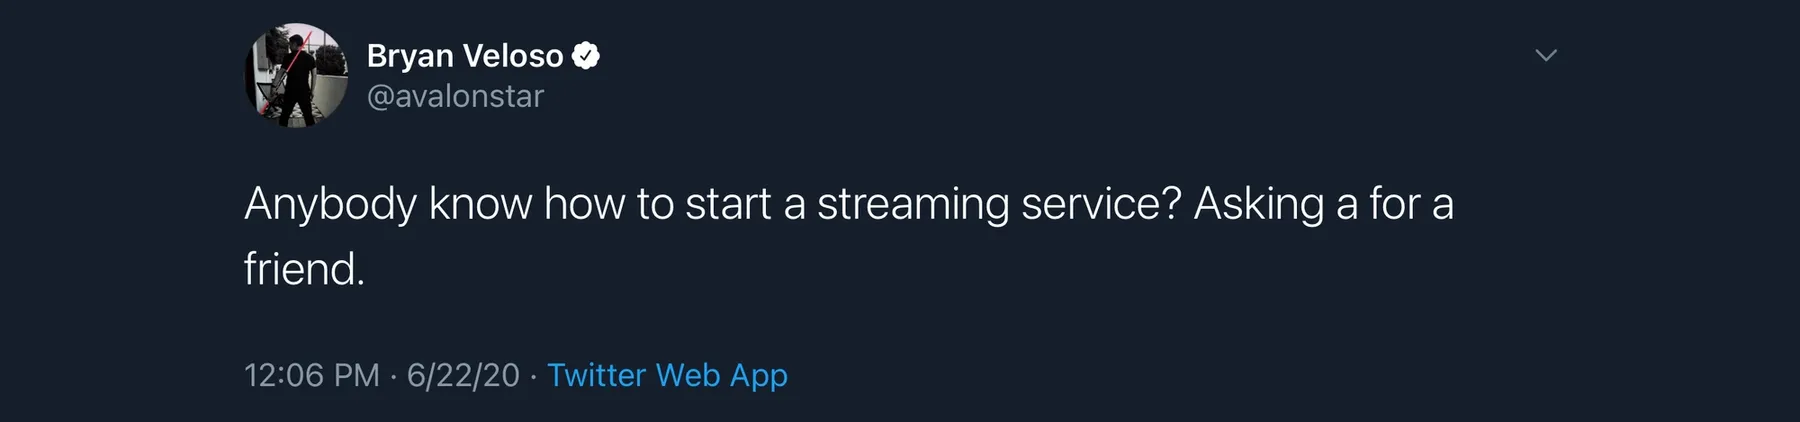 Bryan Veloso
@avalonstar
Anybody know how to start a streaming service? Asking a for a
friend.
12:06 PM · 6/22/20 · Twitter Web App